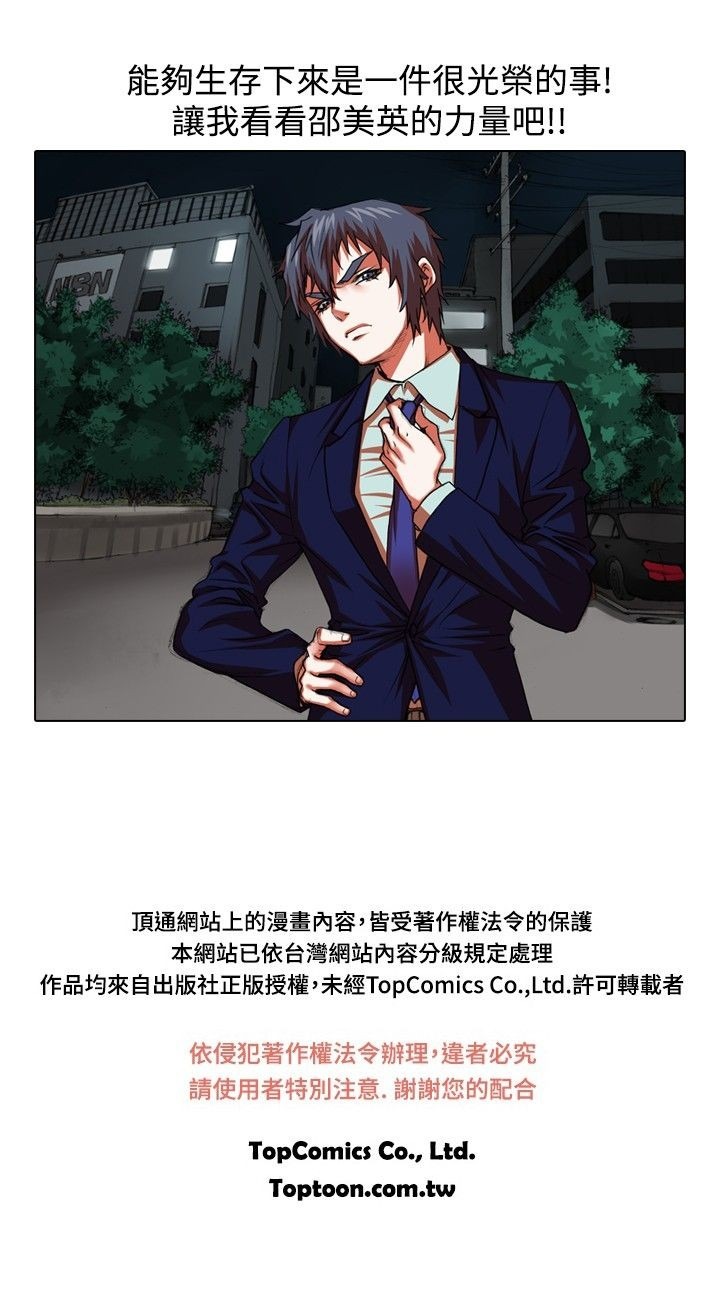 能夠生存下來是一件很光榮的事!
讓我看看邵美英的力量吧!!
NBN
頂通網站上的漫畫內容，皆受著作權法令的保護
本網站已依台灣網站內容分級規定處理
作品均來自出版社正版授權，未經TopComics Co.,Ltd.許可轉載者
依侵犯著作權法令辦理，違者必究
請使用者特別注意. 謝謝您的配合
TopComics Co., Ltd.
Toptoon.com.tw